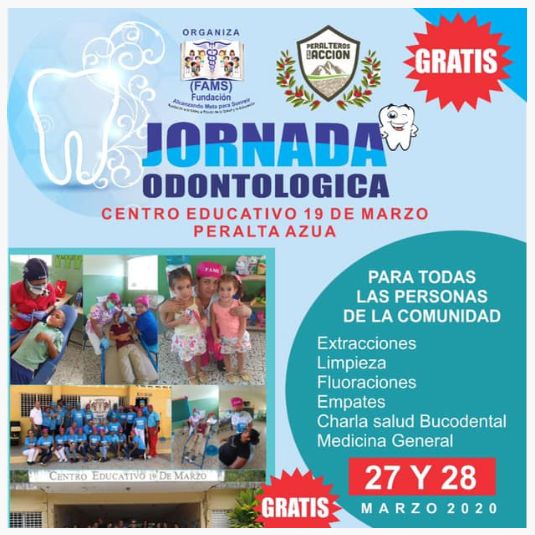 ORGANIZA
(FAMS)
Fundación
Alcanzando Meta para Sonreír
PERALTEROS
EN ACCION
GRATIS
JORNADA
ODONTOLOGICA
CENTRO EDUCATIVO 19 DE MARZO
PERALTA AZUA
FAMS
PARA TODAS
LAS PERSONAS
DE LA COMUNIDAD
Extracciones
Limpieza
Fluoraciones
Empates
Charla salud Bucodental
Medicina General
27 Y 28
MARZO 2020
CENTRO EDUCATIVO 19 DE MARZO
GRATIS